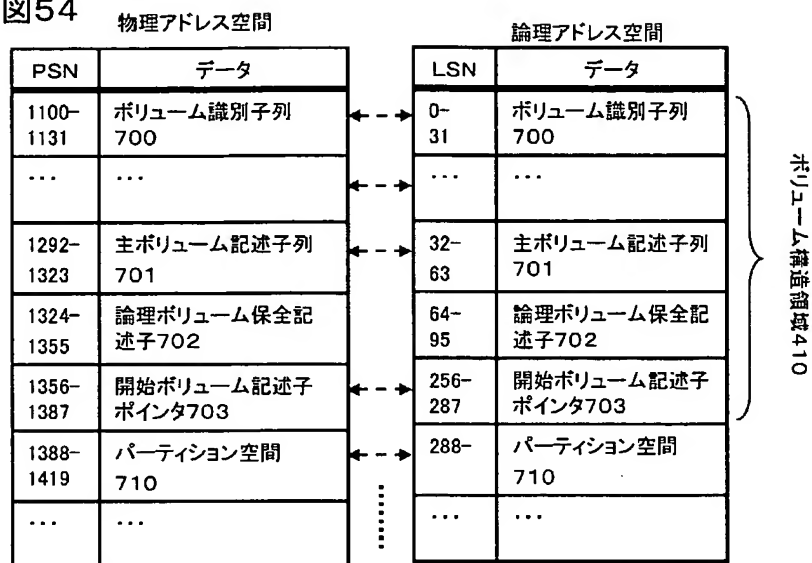 図54
物理アドレス空間
PSN データ
1100-
1131
ボリューム識別子列
700
... ...
1292-
1323
主ボリューム記述子列
701
1324-
1355
論理ボリューム保全記
述子702
1356-
1387
開始ボリューム記述子
ポインタ703
1388-
1419
パーティション空間
710
... ...
論理アドレス空間
LSN データ
0-
31
ボリューム識別子列
700
... ...
32-
63
主ボリューム記述子列
701
64-
95
論理ボリューム保全記
述子702
256-
287
開始ボリューム記述子
ポインタ703
288-
パーティション空間
710
... ...
ボリューム構造領域410